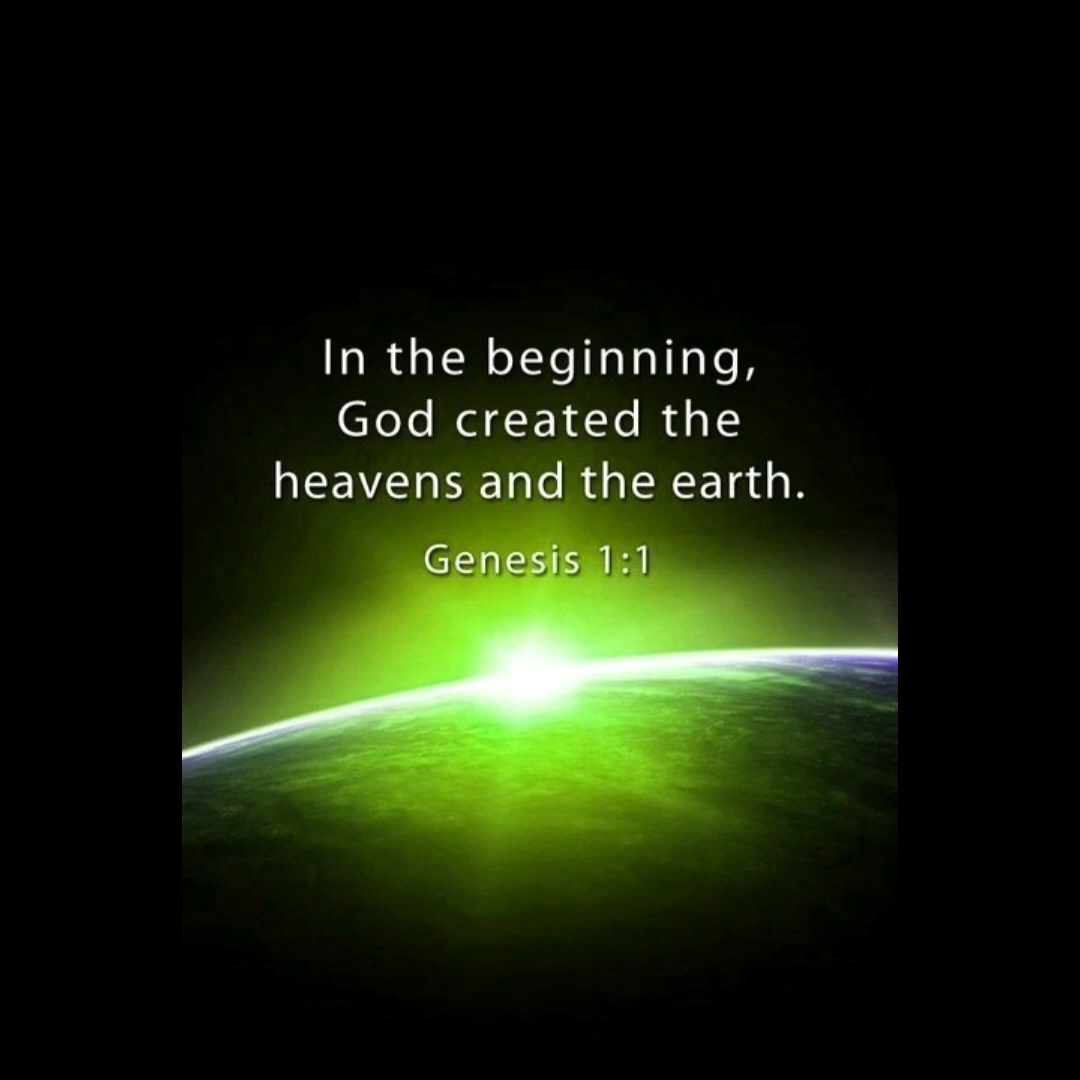 In the beginning,
God created the
heavens and the earth.
Genesis 1:1